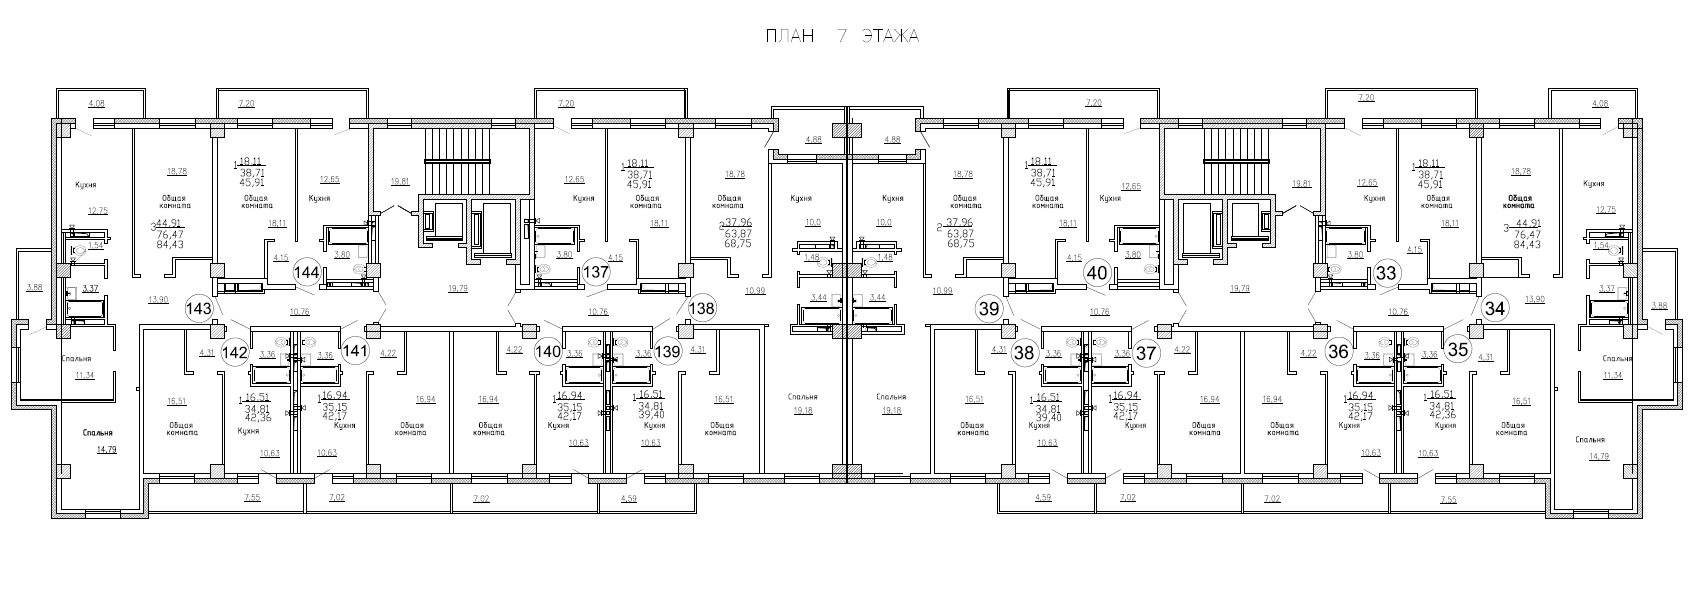 ПЛАН 7 ЭТАЖА
4,08
7,20
7,20
7,20
7,20
4,08
4,88
4,88
18,78
1 18.11
38,71
45,91
12,65
19,81
12,65
1 18.11
38,71
45,91
18,78
18,78
1 18.11
38,71
45,91
12,65
19,81
12,65
1 18.11
38,71
45,91
18,78
Кухня
12,75
Общая
комната
Общая
комната
Кухня
Кухня
Общая
комната
Общая
комната
Кухня
Кухня
Общая
комната
Общая
комната
Кухня
Кухня
Общая
комната
Общая
комната
Кухня
12,75
3 44,91
76,47
84,43
18,11
18,11
2 37,96
63,87
68,75
10,0
10,0
2 37,96
63,87
68,75
18,11
18,11
3 44,91
76,47
84,43
1,54
4,15
3,80
3,80
4,15
1,48
1,48
4,15
3,80
3,80
4,15
1,54
144
137
40
33
3,88
3,37
13,90
19,79
10,99
3,44
3,44
10,99
19,79
13,90
3,37
3,88
143
10,76
10,76
138
39
10,76
10,76
34
142
141
140
139
38
37
36
35
4,31
3,36
3,36
4,22
4,22
3,36
3,36
4,31
4,31
3,36
3,36
4,22
4,22
3,36
3,36
4,31
Спальня
11,34
Спальня
11,34
16,51
1 16,51
34,81
42,36
1 16,94
35,15
42,17
16,94
16,94
1 16,94
35,15
42,17
1 16,51
34,81
39,40
16,51
Спальня
19,18
Спальня
19,18
16,51
1 16,51
34,81
39,40
1 16,94
35,15
42,17
16,94
16,94
1 16,94
35,15
42,17
1 16,51
34,81
42,36
16,51
Спальня
14,79
Общая
комната
Кухня
10,63
Кухня
10,63
Общая
комната
Общая
комната
Кухня
10,63
Кухня
10,63
Общая
комната
Общая
комната
Кухня
10,63
Кухня
Общая
комната
Общая
комната
Кухня
10,63
Кухня
10,63
Общая
комната
Спальня
14,79
7,55
7,02
7,02
4,59
4,59
7,02
7,02
7,55